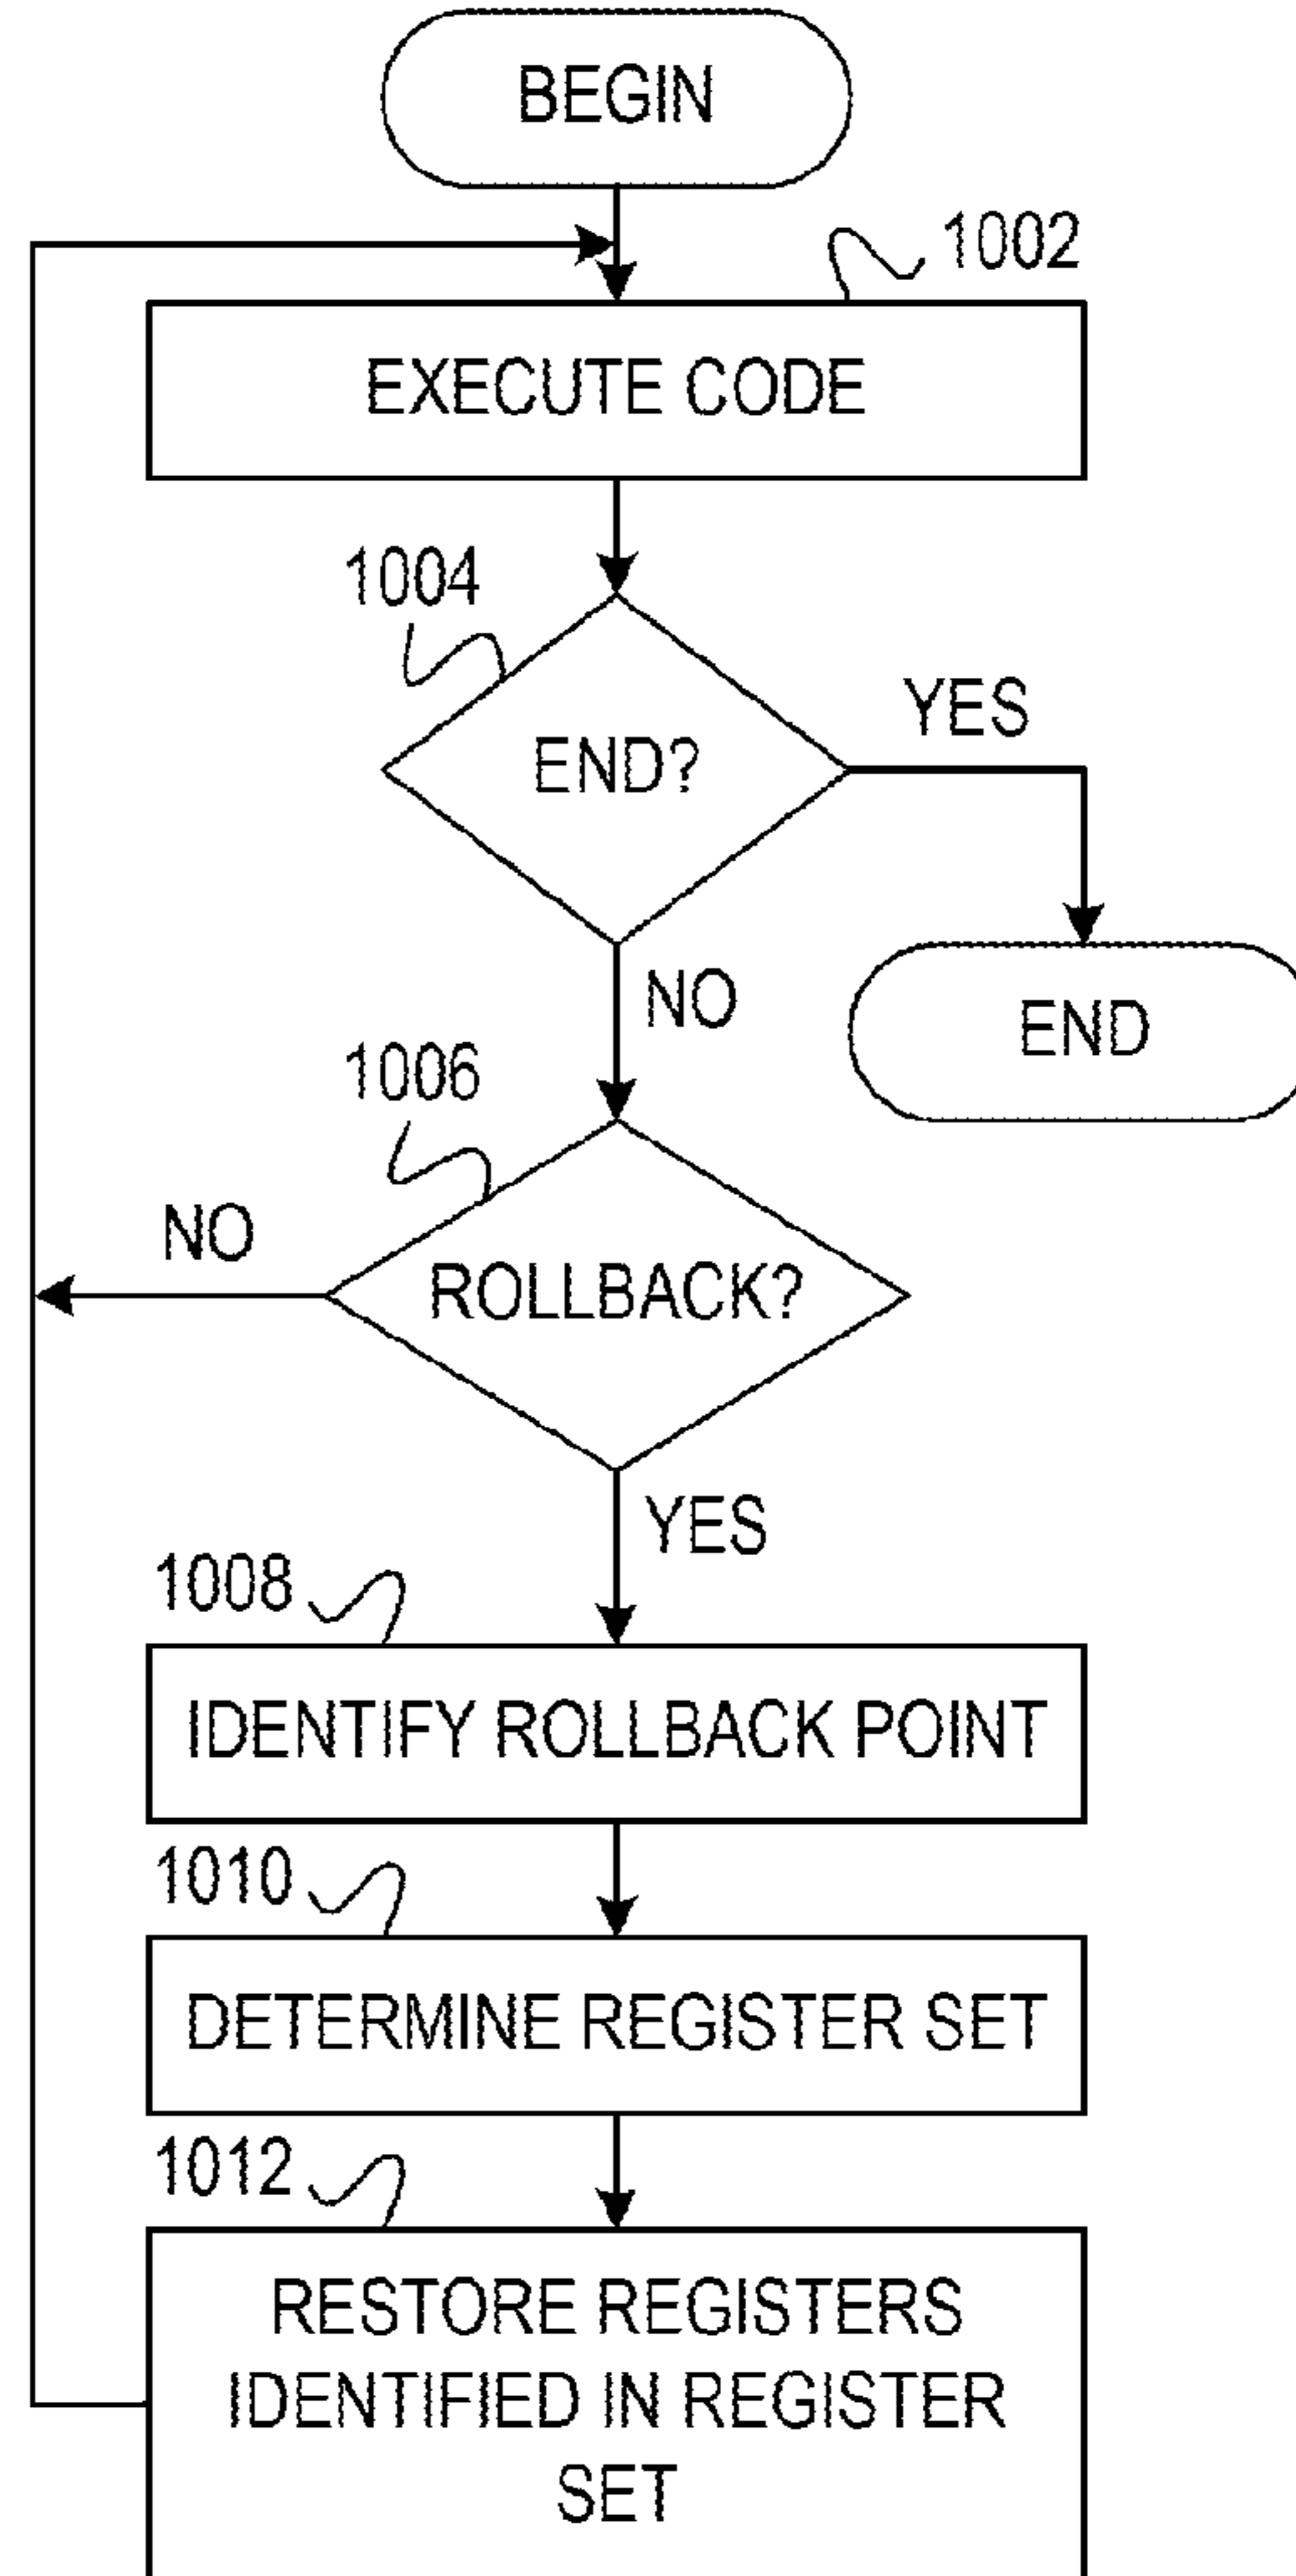 BEGIN
1002
EXECUTE CODE
1004
END?
YES
NO
END
1006
NO
ROLLBACK?
YES
1008
IDENTIFY ROLLBACK POINT
1010
DETERMINE REGISTER SET
1012
RESTORE REGISTERS
IDENTIFIED IN REGISTER
SET